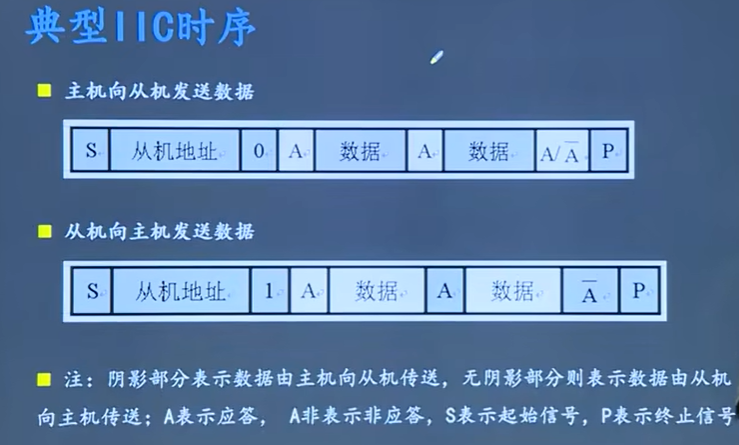 典型IIC时序
主机向从机发送数据
S 从机地址 0 A 数据 A 数据 A/A̅ P
从机向主机发送数据
S 从机地址 1 A 数据 A 数据 A̅ P
注：阴影部分表示数据由主机向从机传送，无阴影部分则表示数据由从机
向主机传送；A表示应答， A非表示非应答，S表示起始信号，P表示终止信号